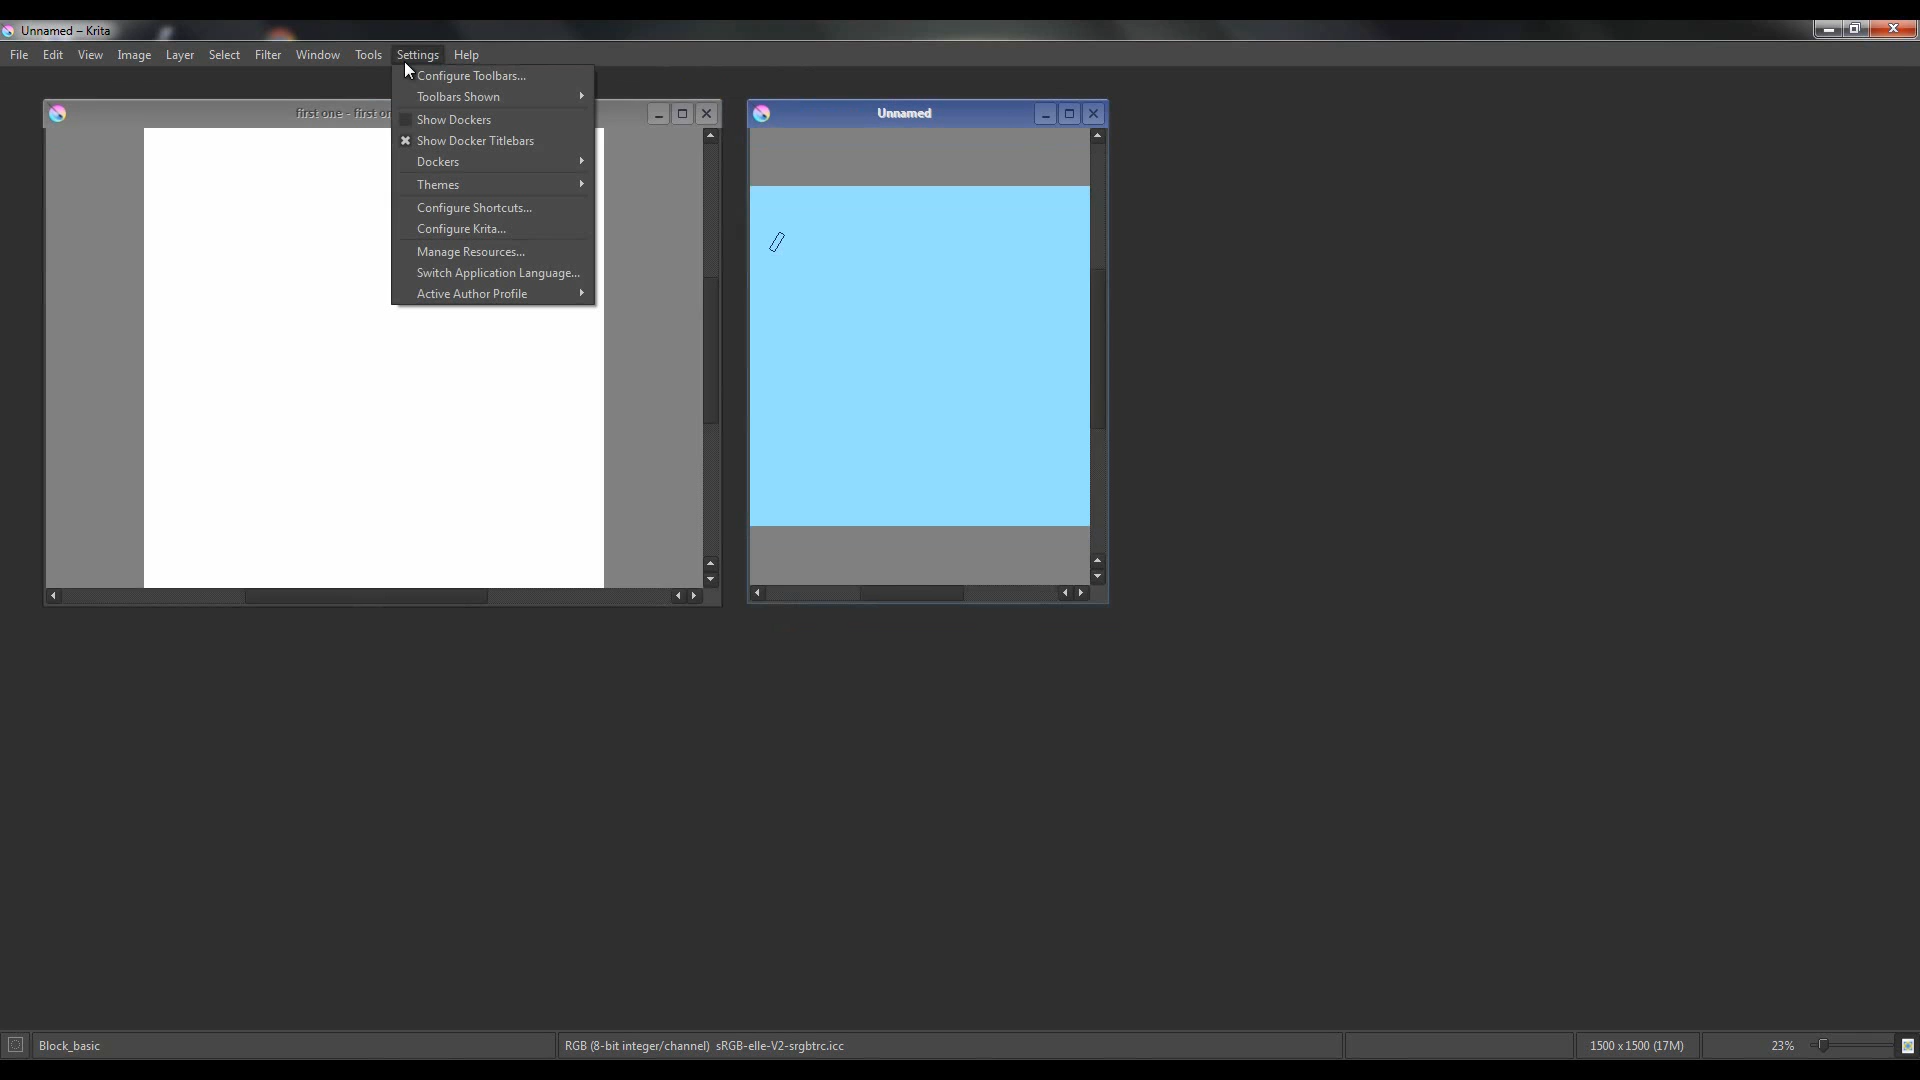 Unnamed – Krita
File Edit View Image Layer Select Filter Window Tools Settings Help
Configure Toolbars...
Toolbars Shown
Show Dockers
Show Docker Titlebars
Dockers
Themes
Configure Shortcuts...
Configure Krita...
Manage Resources...
Switch Application Language...
Active Author Profile
first one - first on
Unnamed
Block_basic
RGB (8-bit integer/channel) sRGB-elle-V2-srgbtrc.icc
1500 x 1500 (17M)
23%